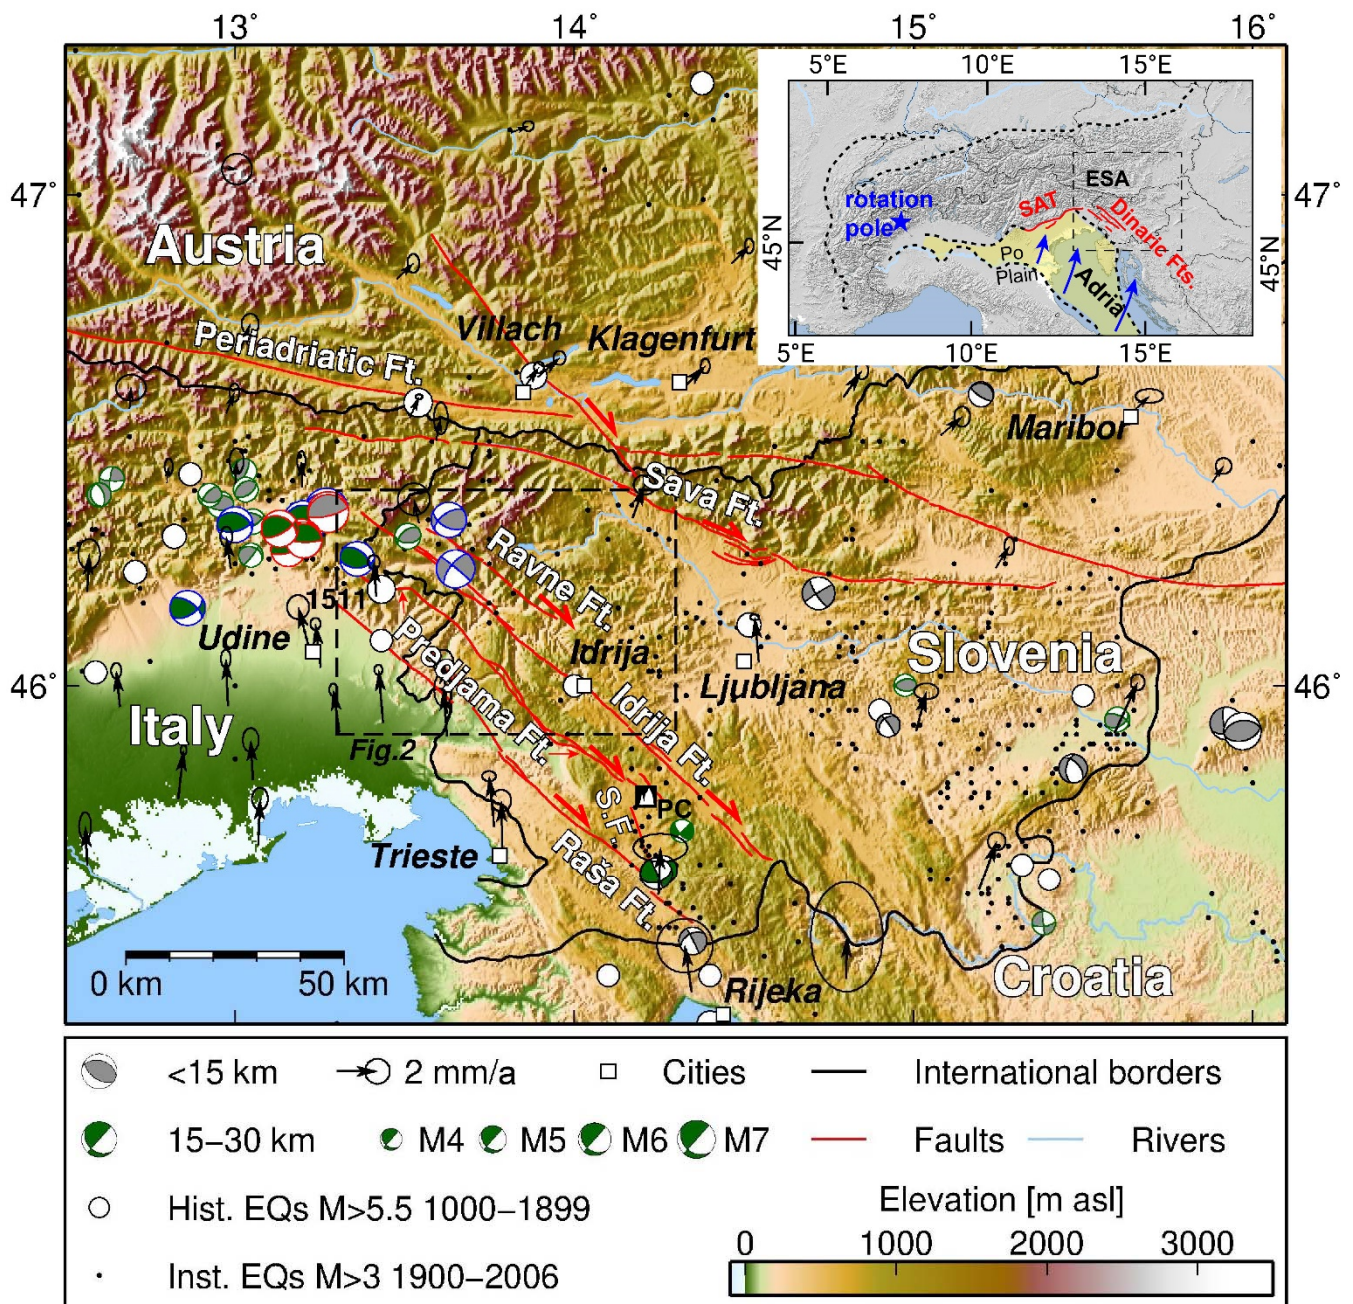 13°
14°
15°
16°
5°E
10°E
15°E
ESA
SAT
Dinaric Fts.
rotation
pole
Po
Plain
Adria
45°N
45°N
5°E
10°E
15°E
47°
47°
Austria
Villach
Klagenfurt
Periadriatic Ft.
Maribor
Sava Ft.
Ravne Ft.
1511
Udine
Idrija
Predjama Ft.
Slovenia
Ljubljana
46°
46°
Italy
Fig.2
Idrija Ft.
S.F.
PC
Trieste
Raša Ft.
0 km
50 km
Rijeka
Croatia
<15 km
2 mm/a
Cities
International borders
15–30 km
M4
M5
M6
M7
Faults
Rivers
Hist. EQs M>5.5 1000–1899
Elevation [m asl]
Inst. EQs M>3 1900–2006
0
1000
2000
3000